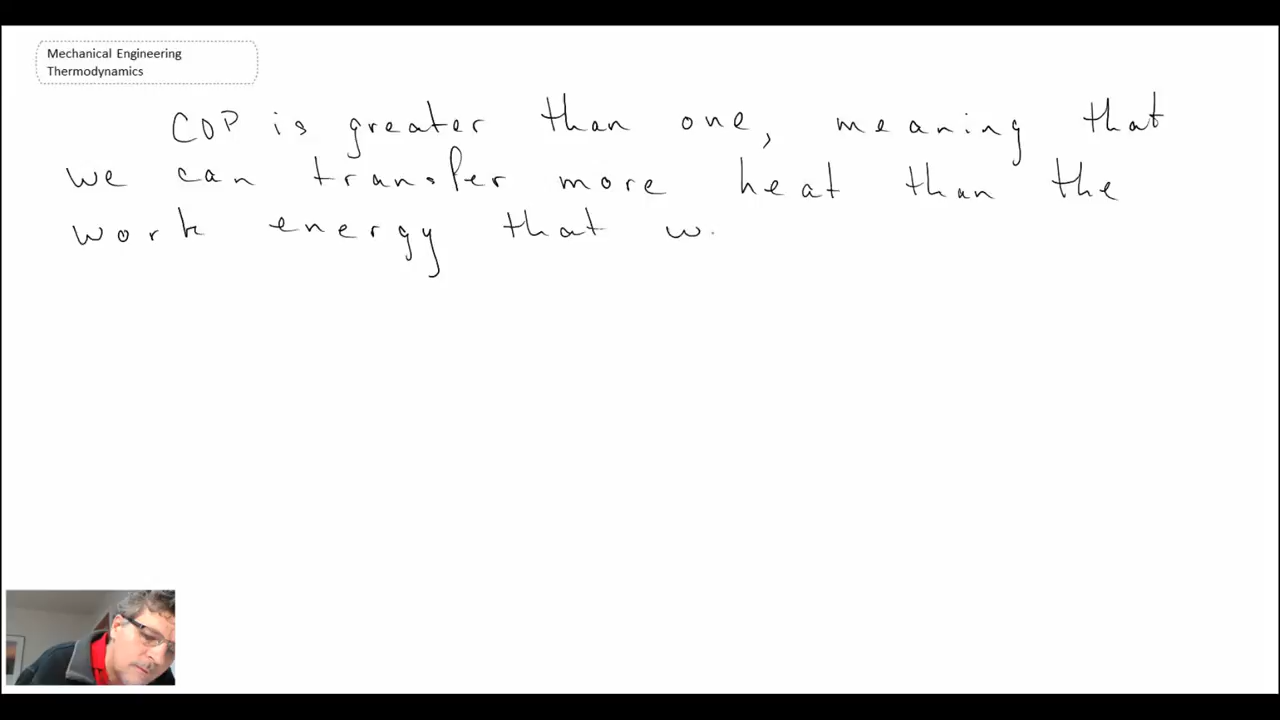 Mechanical Engineering
Thermodynamics
COP is greater than one, meaning that
we can transfer more heat than the
work energy that w